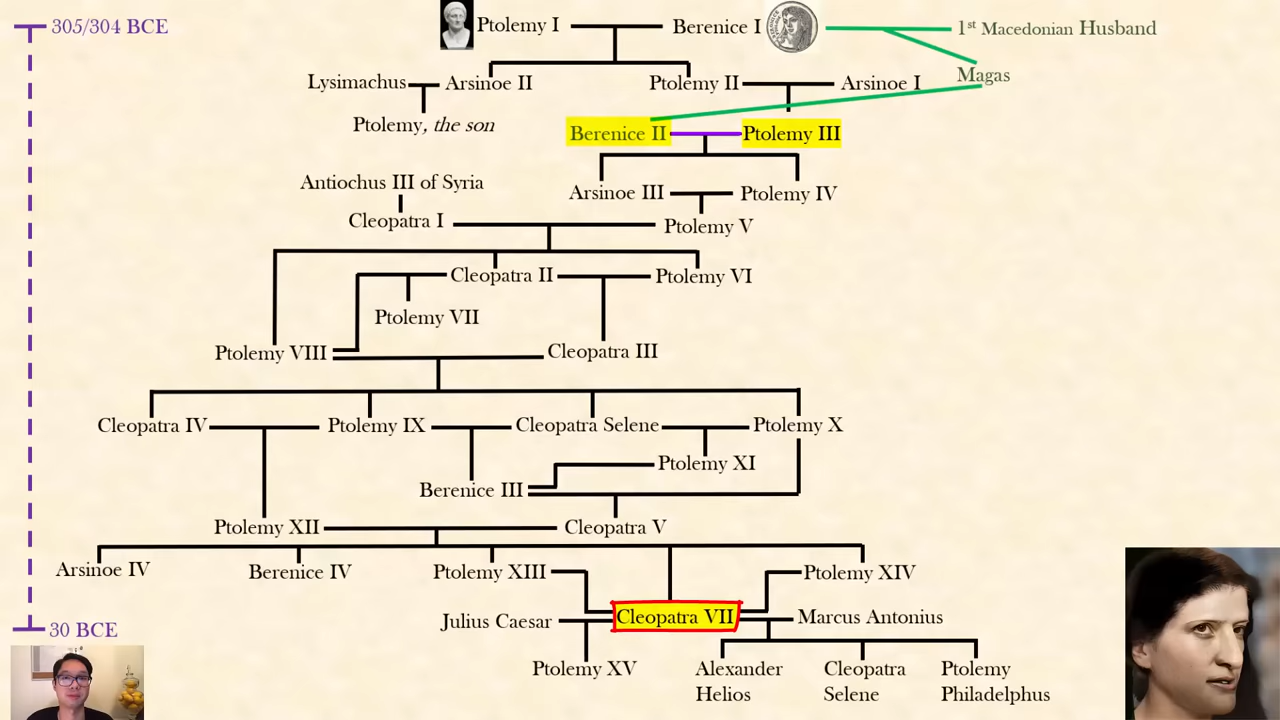 305/304 BCE
Ptolemy I
Berenice I
1st Macedonian Husband
Lysimachus
Arsinoe II
Ptolemy II
Arsinoe I
Magas
Ptolemy, the son
Berenice II
Ptolemy III
Antiochus III of Syria
Arsinoe III
Ptolemy IV
Cleopatra I
Ptolemy V
Cleopatra II
Ptolemy VI
Ptolemy VII
Ptolemy VIII
Cleopatra III
Cleopatra IV
Ptolemy IX
Cleopatra Selene
Ptolemy X
Ptolemy XI
Berenice III
Ptolemy XII
Cleopatra V
Arsinoe IV
Berenice IV
Ptolemy XIII
Ptolemy XIV
Julius Caesar
Cleopatra VII
Marcus Antonius
30 BCE
Ptolemy XV
Alexander
Helios
Cleopatra
Selene
Ptolemy
Philadelphus